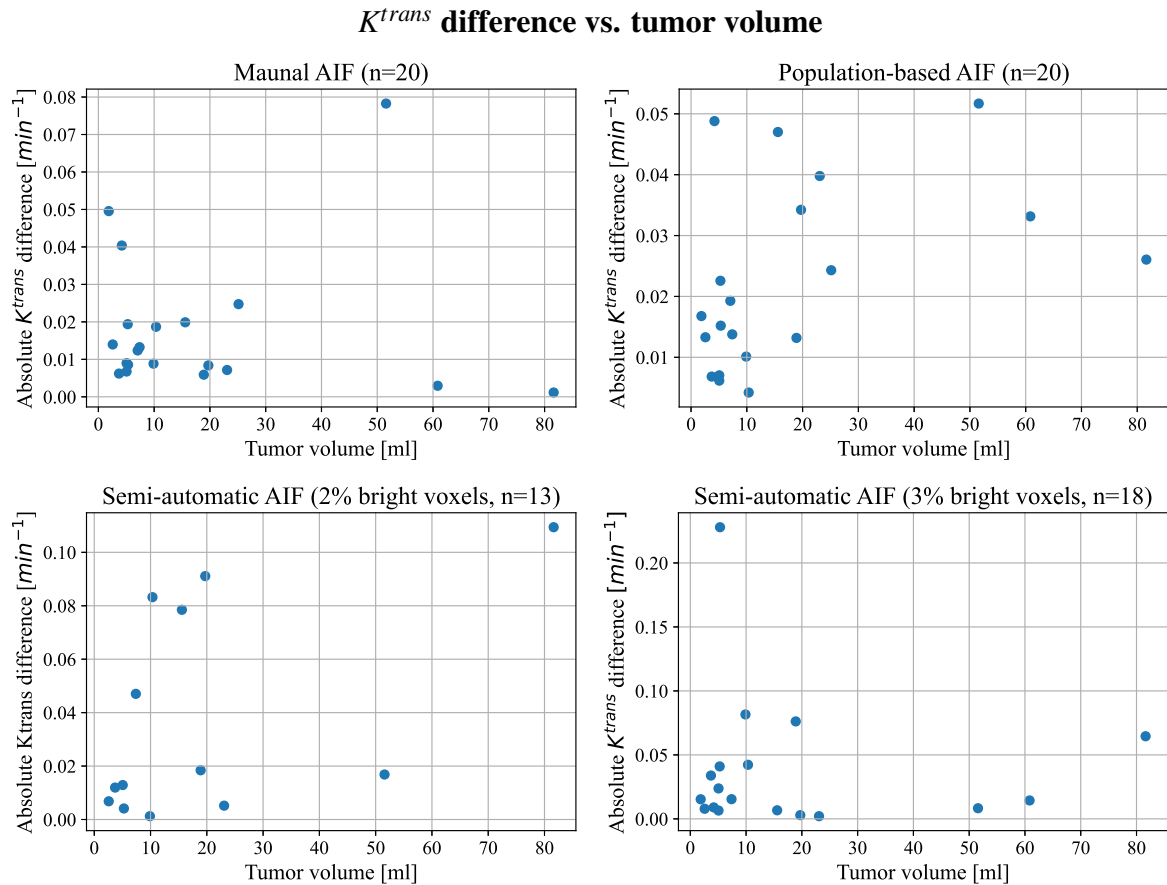 K^trans difference vs. tumor volume
Maunal AIF (n=20)
Absolute K^trans difference [min^−1]
0.08
0.07
0.06
0.05
0.04
0.03
0.02
0.01
0.00
0 10 20 30 40 50 60 70 80
Tumor volume [ml]
Population-based AIF (n=20)
Absolute K^trans difference [min^−1]
0.05
0.04
0.03
0.02
0.01
0 10 20 30 40 50 60 70 80
Tumor volume [ml]
Semi-automatic AIF (2% bright voxels, n=13)
Absolute Ktrans difference [min^−1]
0.10
0.08
0.06
0.04
0.02
0.00
0 10 20 30 40 50 60 70 80
Tumor volume [ml]
Semi-automatic AIF (3% bright voxels, n=18)
Absolute K^trans difference [min^−1]
0.20
0.15
0.10
0.05
0.00
0 10 20 30 40 50 60 70 80
Tumor volume [ml]